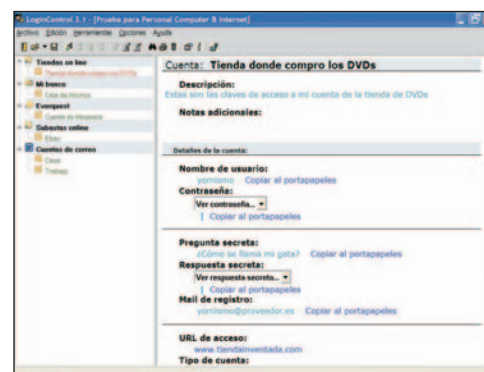 LoginControl 3.1 - [Prueba para Personal Computer & Internet]
Archivo Edición Herramientas Opciones Ayuda
Tiendas on line
Tienda donde compro los DVDs
Mi banco
Caja de Ahorros
Everquest
Cuenta de
Subastas online
Ebay
Cuentas de correo
Casa
Trabajo
Cuenta: Tienda donde compro los DVDs
Descripción:
Estas son las claves de acceso a mi cuenta de la tienda de DVDs
Notas adicionales:
Detalles de la cuenta:
Nombre de usuario:
yomismo Copiar al portapapeles
Contraseña:
Ver contraseña...
| Copiar al portapapeles
Pregunta secreta:
¿Cómo se llama mi gata? Copiar al portapapeles
Respuesta secreta:
Ver respuesta secreta...
| Copiar al portapapeles
Mail de registro:
yomismo@proveedor.es Copiar al portapapeles
URL de acceso:
www.tiendainventada.com
Tipo de cuenta: